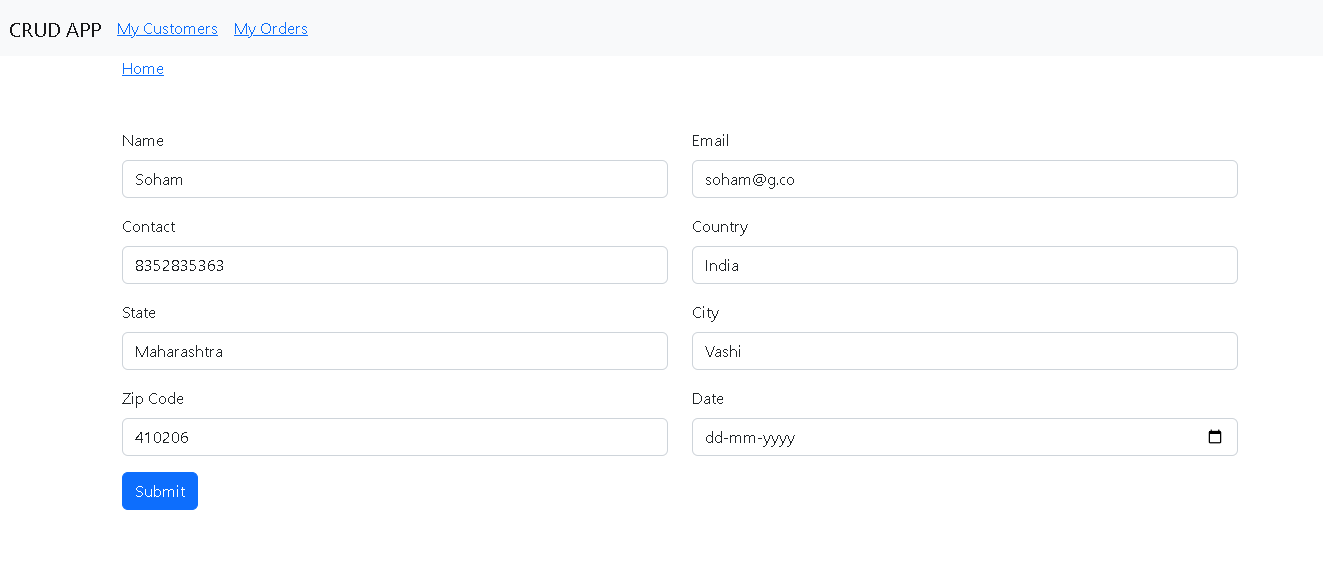 CRUD APP My Customers My Orders
Home
Name Email
Soham soham@g.co
Contact Country
8352835363 India
State City
Maharashtra Vashi
Zip Code Date
410206 dd-mm-yyyy
Submit